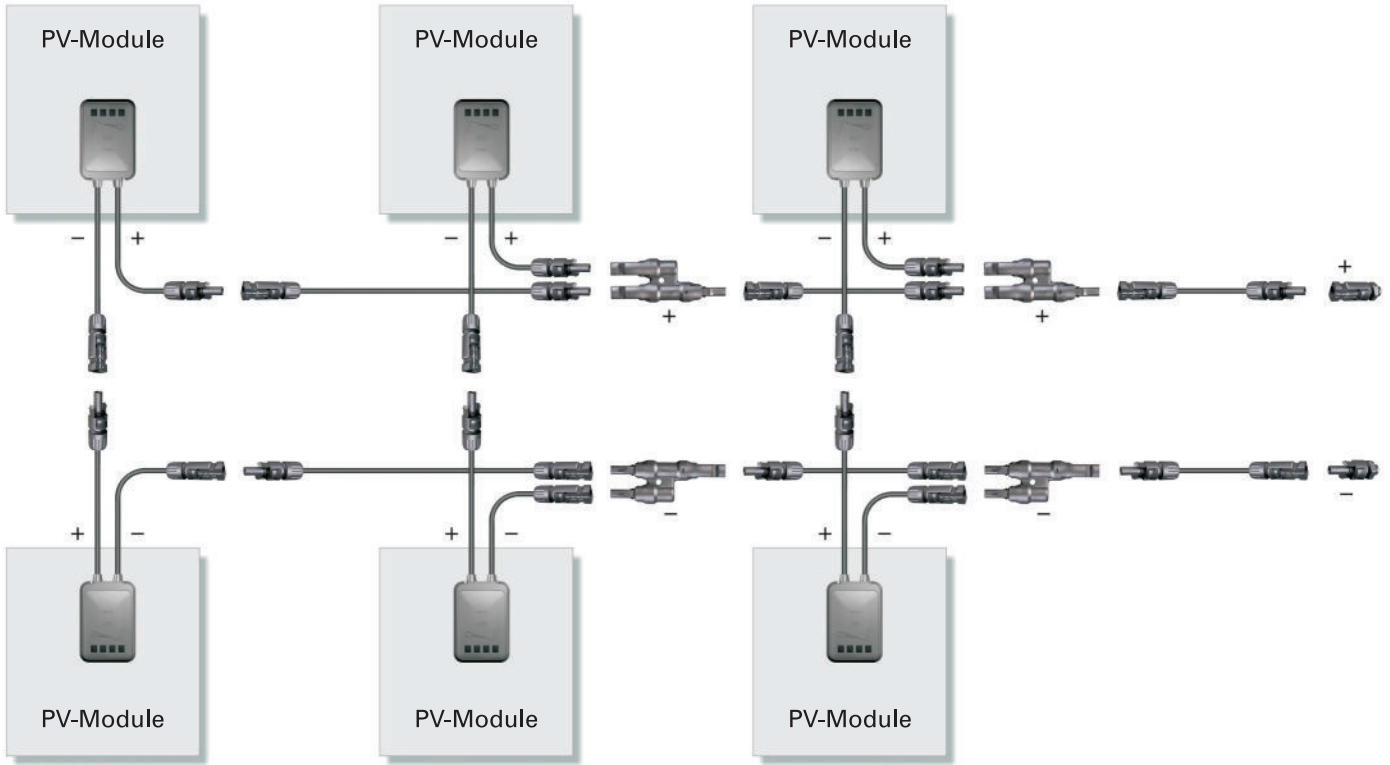 PV-Module PV-Module PV-Module
− + − + − +
+
+ +
− − −
+ − + − + −
PV-Module PV-Module PV-Module